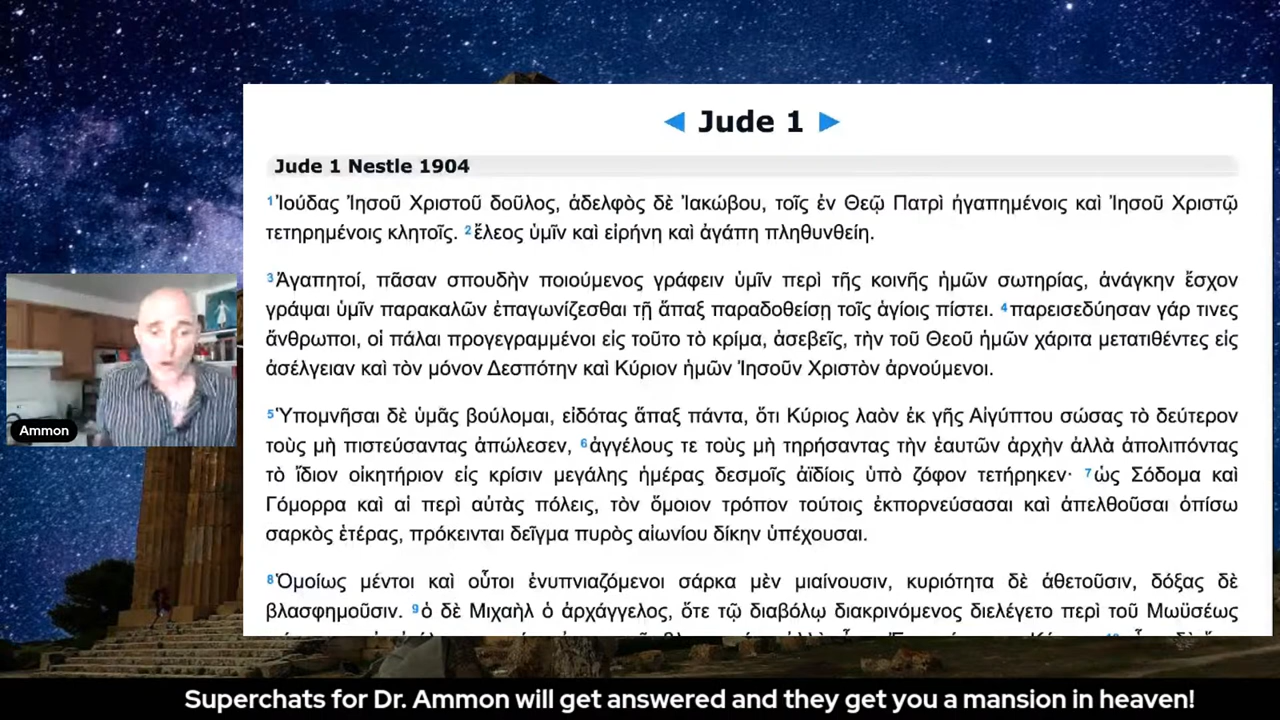 ◄ Jude 1 ►
Jude 1 Nestle 1904
1Ἰούδας Ἰησοῦ Χριστοῦ δοῦλος, ἀδελφὸς δὲ Ἰακώβου, τοῖς ἐν Θεῷ Πατρὶ ἠγαπημένοις καὶ Ἰησοῦ Χριστῷ
τετηρημένοις κλητοῖς. 2ἔλεος ὑμῖν καὶ εἰρήνη καὶ ἀγάπη πληθυνθείη.
3Ἀγαπητοί, πᾶσαν σπουδὴν ποιούμενος γράφειν ὑμῖν περὶ τῆς κοινῆς ἡμῶν σωτηρίας, ἀνάγκην ἔσχον
γράψαι ὑμῖν παρακαλῶν ἐπαγωνίζεσθαι τῇ ἅπαξ παραδοθείσῃ τοῖς ἁγίοις πίστει. 4παρεισεδύησαν γάρ τινες
ἄνθρωποι, οἱ πάλαι προγεγραμμένοι εἰς τοῦτο τὸ κρίμα, ἀσεβεῖς, τὴν τοῦ Θεοῦ ἡμῶν χάριτα μετατιθέντες εἰς
ἀσέλγειαν καὶ τὸν μόνον Δεσπότην καὶ Κύριον ἡμῶν Ἰησοῦν Χριστὸν ἀρνούμενοι.
5Ὑπομνῆσαι δὲ ὑμᾶς βούλομαι, εἰδότας ἅπαξ πάντα, ὅτι Κύριος λαὸν ἐκ γῆς Αἰγύπτου σώσας τὸ δεύτερον
τοὺς μὴ πιστεύσαντας ἀπώλεσεν, 6ἀγγέλους τε τοὺς μὴ τηρήσαντας τὴν ἑαυτῶν ἀρχὴν ἀλλὰ ἀπολιπόντας
τὸ ἴδιον οἰκητήριον εἰς κρίσιν μεγάλης ἡμέρας δεσμοῖς ἀϊδίοις ὑπὸ ζόφον τετήρηκεν· 7ὡς Σόδομα καὶ
Γόμορρα καὶ αἱ περὶ αὐτὰς πόλεις, τὸν ὅμοιον τρόπον τούτοις ἐκπορνεύσασαι καὶ ἀπελθοῦσαι ὀπίσω
σαρκὸς ἑτέρας, πρόκεινται δεῖγμα πυρὸς αἰωνίου δίκην ὑπέχουσαι.
8Ὁμοίως μέντοι καὶ οὗτοι ἐνυπνιαζόμενοι σάρκα μὲν μιαίνουσιν, κυριότητα δὲ ἀθετοῦσιν, δόξας δὲ
βλασφημοῦσιν. 9ὁ δὲ Μιχαὴλ ὁ ἀρχάγγελος, ὅτε τῷ διαβόλῳ διακρινόμενος διελέγετο περὶ τοῦ Μωϋσέως
Ammon
Superchats for Dr. Ammon will get answered and they get you a mansion in heaven!